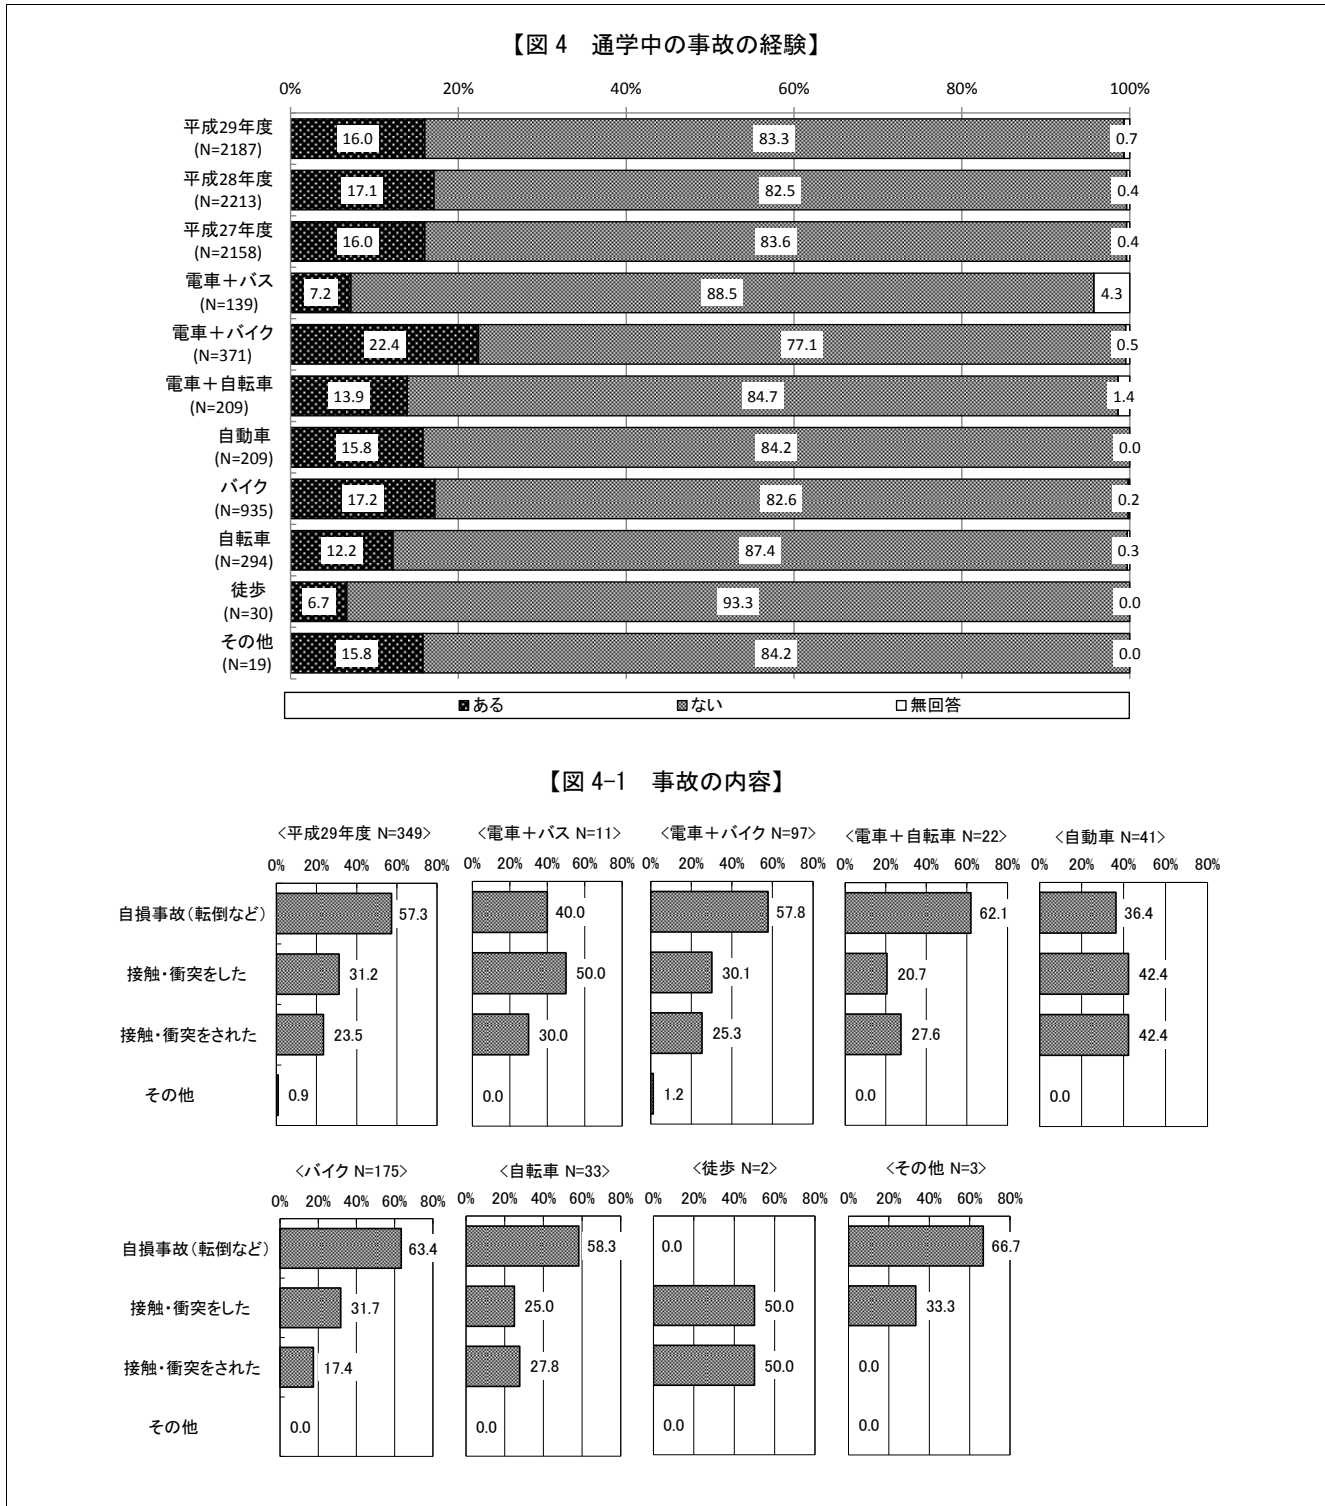 【図 4　通学中の事故の経験】
0% 20% 40% 60% 80% 100%
平成29年度
(N=2187)
16.0 83.3 0.7
平成28年度
(N=2213)
17.1 82.5 0.4
平成27年度
(N=2158)
16.0 83.6 0.4
電車＋バス
(N=139)
7.2 88.5 4.3
電車＋バイク
(N=371)
22.4 77.1 0.5
電車＋自転車
(N=209)
13.9 84.7 1.4
自動車
(N=209)
15.8 84.2 0.0
バイク
(N=935)
17.2 82.6 0.2
自転車
(N=294)
12.2 87.4 0.3
徒歩
(N=30)
6.7 93.3 0.0
その他
(N=19)
15.8 84.2 0.0
ある ない 無回答
【図 4-1　事故の内容】
<平成29年度 N=349> <電車＋バス N=11> <電車＋バイク N=97> <電車＋自転車 N=22> <自動車 N=41>
0% 20% 40% 60% 80% 0% 20% 40% 60% 80% 0% 20% 40% 60% 80% 0% 20% 40% 60% 80% 0% 20% 40% 60% 80%
自損事故（転倒など） 57.3 40.0 57.8 62.1 36.4
接触・衝突をした 31.2 50.0 30.1 20.7 42.4
接触・衝突をされた 23.5 30.0 25.3 27.6 42.4
その他 0.9 0.0 1.2 0.0 0.0
<バイク N=175> <自転車 N=33> <徒歩 N=2> <その他 N=3>
0% 20% 40% 60% 80% 0% 20% 40% 60% 80% 0% 20% 40% 60% 80% 0% 20% 40% 60% 80%
自損事故（転倒など） 63.4 58.3 0.0 66.7
接触・衝突をした 31.7 25.0 50.0 33.3
接触・衝突をされた 17.4 27.8 50.0 0.0
その他 0.0 0.0 0.0 0.0